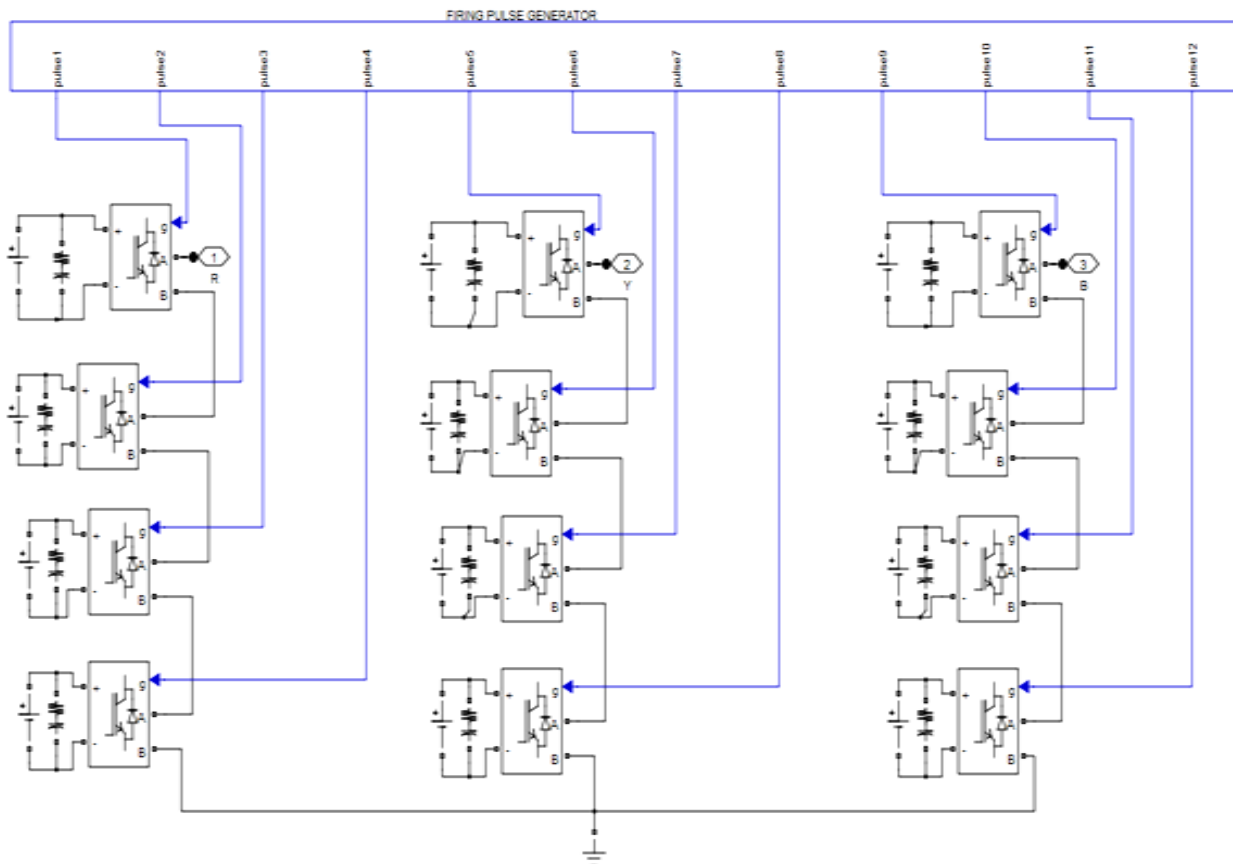 FIRING PULSE GENERATOR
pulse1 pulse2 pulse3 pulse4 pulse5 pulse6 pulse7 pulse8 pulse9 pulse10 pulse11 pulse12
+ + g A B - 1 R
+ + g A B - 2 Y
+ + g A B - 3 B
+ + g A B -
+ + g A B -
+ + g A B -
+ + g A B -
+ + g A B -
+ + g A B -
+ + g A B -
+ + g A B -
+ + g A B -